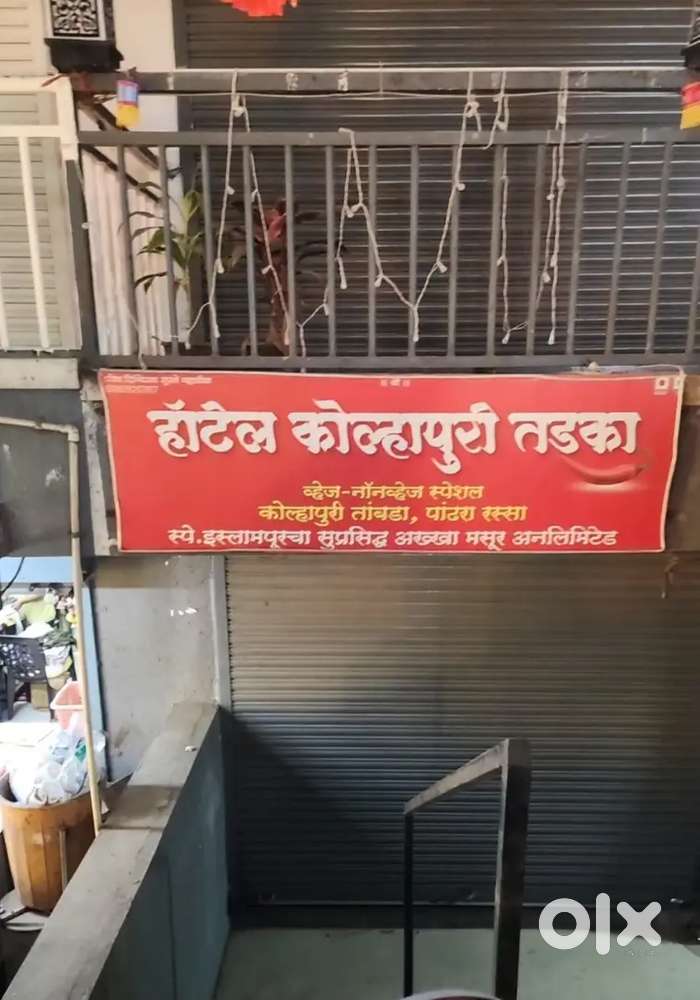 ॥ श्री ॥
हॉटेल कोल्हापुरी तडका
व्हेज-नॉनव्हेज स्पेशल
कोल्हापुरी तांबडा, पांढरा रस्सा
स्पे.इस्लामपूरचा सुप्रसिद्ध अख्खा मसूर अनलिमिटेड
olx